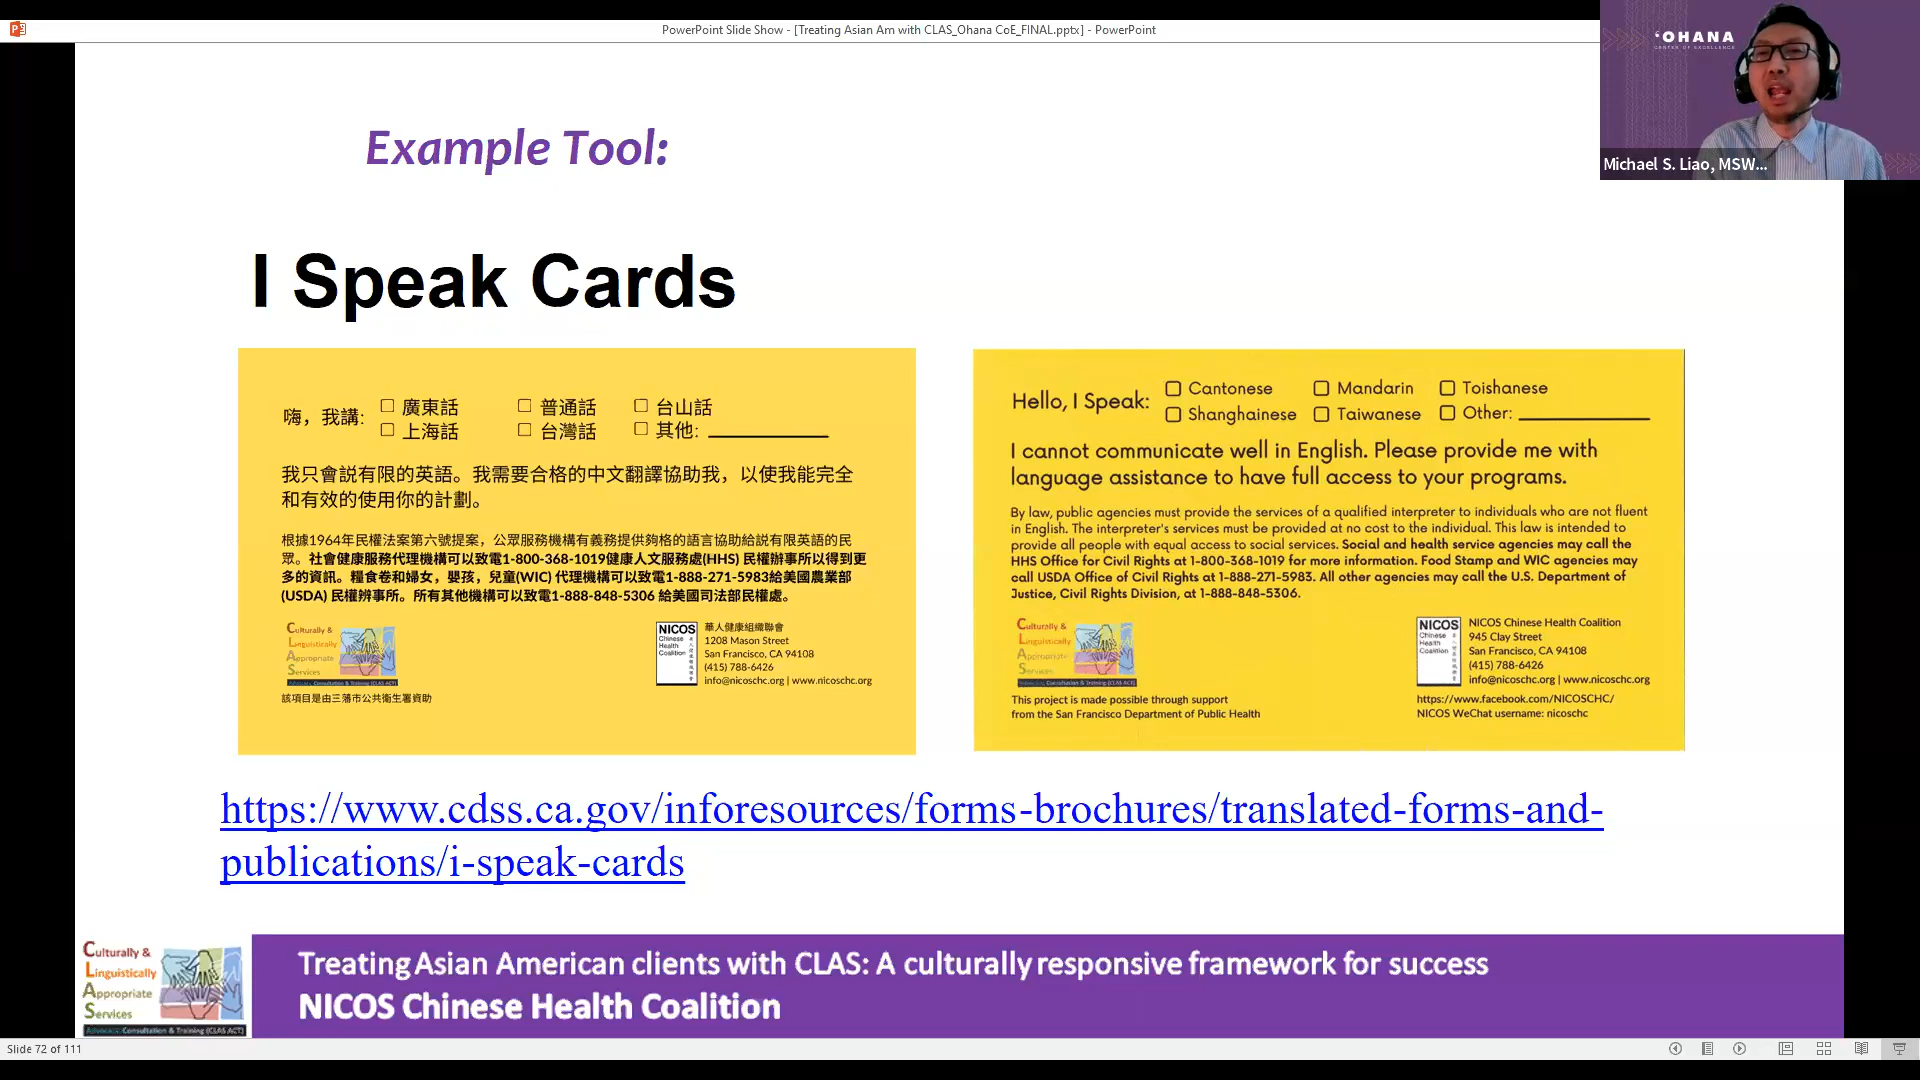 PowerPoint Slide Show - [Treating Asian Am with CLAS_Ohana CoE_FINAL.pptx] - PowerPoint
‘OHANA
CENTER OF EXCELLENCE
Michael S. Liao, MSW...
Example Tool:
I Speak Cards
嗨，我講:
□ 廣東話 □ 普通話 □ 台山話
□ 上海話 □ 台灣話 □ 其他: ____________
我只會説有限的英語。我需要合格的中文翻譯協助我，以使我能完全
和有效的使用你的計劃。
根據1964年民權法案第六號提案，公眾服務機構有義務提供夠格的語言協助給説有限英語的民
眾。社會健康服務代理機構可以致電1-800-368-1019健康人文服務處(HHS) 民權辦事所以得到更
多的資訊。糧食卷和婦女，嬰孩，兒童(WIC) 代理機構可以致電1-888-271-5983給美國農業部
(USDA) 民權辨事所。所有其他機構可以致電1-888-848-5306 給美國司法部民權處。
Culturally &
Linguistically
Appropriate
Services
Advocacy Consultation & Training (CLAS ACT)
該項目是由三藩市公共衛生署資助
NICOS
Chinese
Health
Coalition
華人健康組織聯會
1208 Mason Street
San Francisco, CA 94108
(415) 788-6426
info@nicoschc.org | www.nicoschc.org
Hello, I Speak:
□ Cantonese □ Mandarin □ Toishanese
□ Shanghainese □ Taiwanese □ Other: ____________
I cannot communicate well in English. Please provide me with
language assistance to have full access to your programs.
By law, public agencies must provide the services of a qualified interpreter to individuals who are not fluent
in English. The interpreter's services must be provided at no cost to the individual. This law is intended to
provide all people with equal access to social services. Social and health service agencies may call the
HHS Office for Civil Rights at 1-800-368-1019 for more information. Food Stamp and WIC agencies may
call USDA Office of Civil Rights at 1-888-271-5983. All other agencies may call the U.S. Department of
Justice, Civil Rights Division, at 1-888-848-5306.
Culturally &
Linguistically
Appropriate
Services
Advocacy Consultation & Training (CLAS ACT)
This project is made possible through support
from the San Francisco Department of Public Health
NICOS
Chinese
Health
Coalition
NICOS Chinese Health Coalition
945 Clay Street
San Francisco, CA 94108
(415) 788-6426
info@nicoschc.org | www.nicoschc.org
https://www.facebook.com/NICOSCHC/
NICOS WeChat username: nicoschc
https://www.cdss.ca.gov/inforesources/forms-brochures/translated-forms-and-
publications/i-speak-cards
Culturally &
Linguistically
Appropriate
Services
Advocacy Consultation & Training (CLAS ACT)
Treating Asian American clients with CLAS: A culturally responsive framework for success
NICOS Chinese Health Coalition
Slide 72 of 111